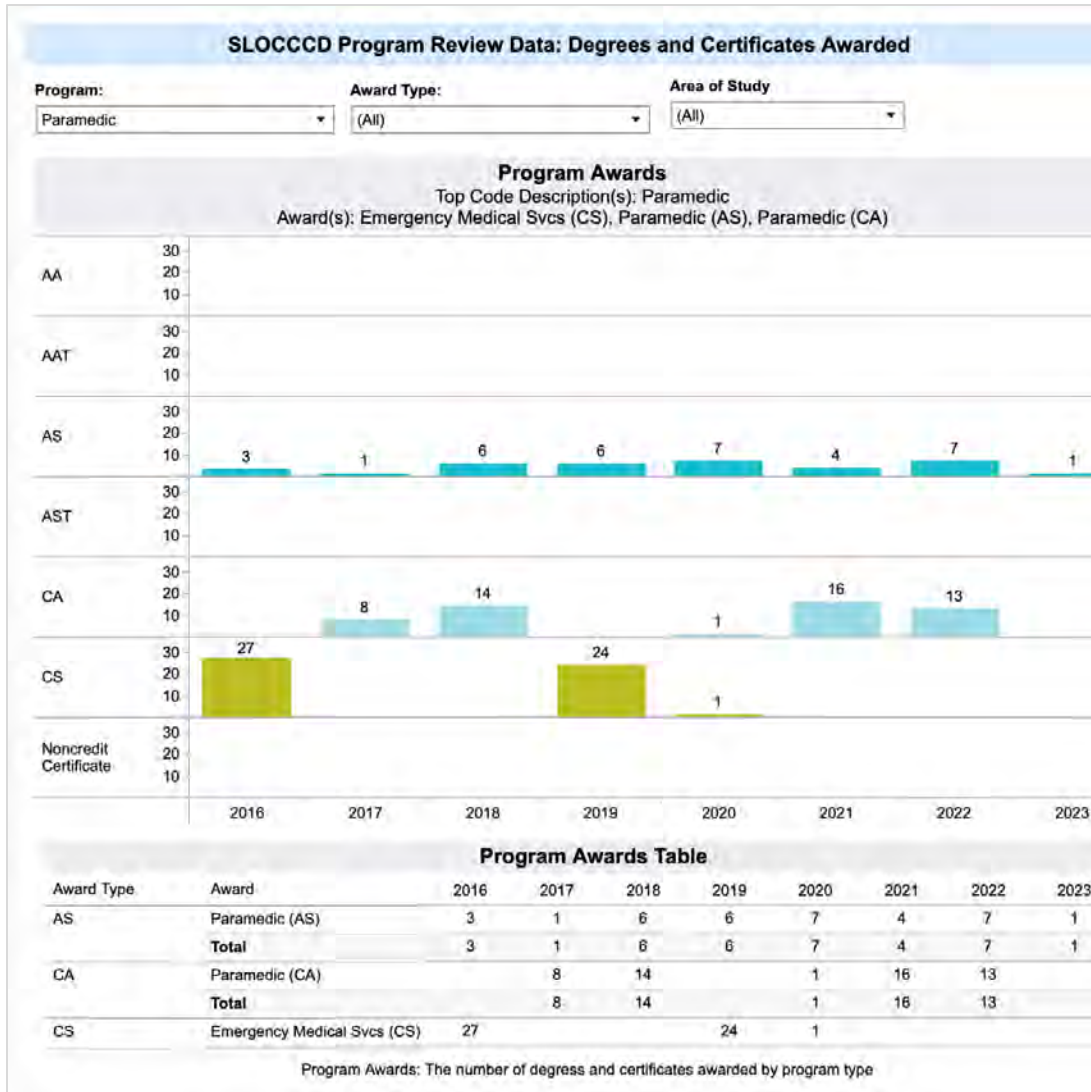 SLOCCCD Program Review Data: Degrees and Certificates Awarded
Program: Award Type: Area of Study
Paramedic (All) (All)
Program Awards
Top Code Description(s): Paramedic
Award(s): Emergency Medical Svcs (CS), Paramedic (AS), Paramedic (CA)
AA 30 20 10
AAT 30 20 10
AS 30 20 10 3 1 6 6 7 4 7 1
AST 30 20 10
CA 30 20 10 8 14 1 16 13
CS 30 20 10 27 24 1
Noncredit Certificate 30 20 10
2016 2017 2018 2019 2020 2021 2022 2023
Program Awards Table
Award Type Award 2016 2017 2018 2019 2020 2021 2022 2023
AS Paramedic (AS) 3 1 6 6 7 4 7 1
Total 3 1 6 6 7 4 7 1
CA Paramedic (CA) 8 14 1 16 13
Total 8 14 1 16 13
CS Emergency Medical Svcs (CS) 27 24 1
Program Awards: The number of degress and certificates awarded by program type